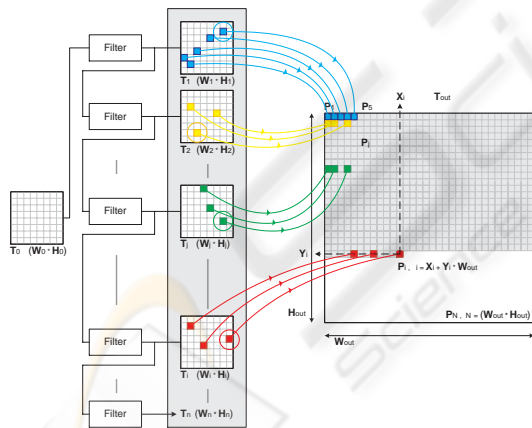 Filter
T1 (W1 · H1)
Filter
T2 (W2 · H2)
T0 (W0 · H0)
Filter
Tj (Wj · Hj)
Filter
Ti (Wi · Hi)
Filter
Tn (Wn · Hn)
Xi
Tout
P1
P5
Pj
Yi
Pi , i = Xi + Yi · Wout
Hout
PN , N = (Wout · Hout)
Wout